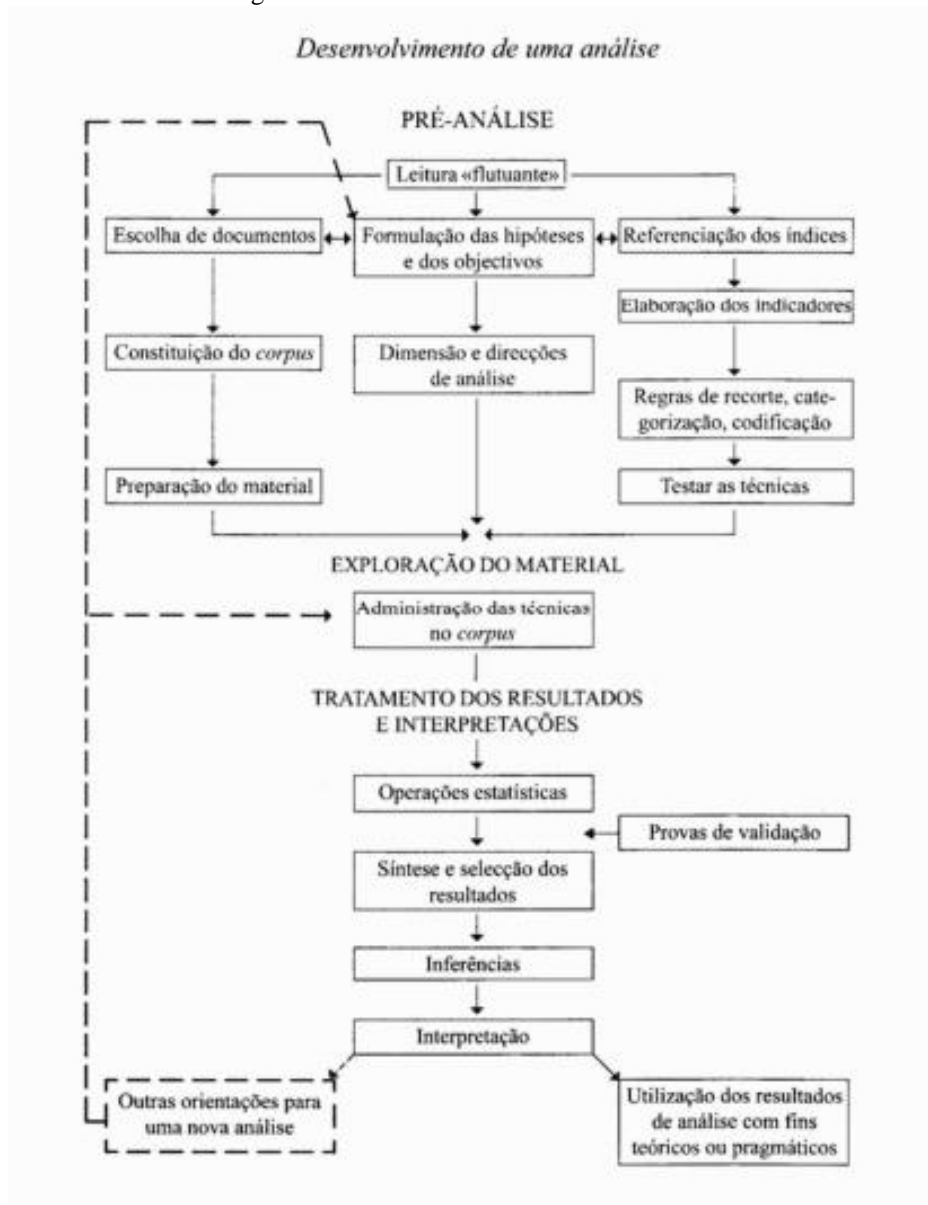 Desenvolvimento de uma análise
PRÉ-ANÁLISE
Leitura «flutuante»
Escolha de documentos
Formulação das hipóteses
e dos objectivos
Referenciação dos índices
Elaboração dos indicadores
Constituição do corpus
Dimensão e direcções
de análise
Regras de recorte, cate-
gorização, codificação
Preparação do material
Testar as técnicas
EXPLORAÇÃO DO MATERIAL
Administração das técnicas
no corpus
TRATAMENTO DOS RESULTADOS
E INTERPRETAÇÕES
Operações estatísticas
Provas de validação
Síntese e selecção dos
resultados
Inferências
Interpretação
Outras orientações para
uma nova análise
Utilização dos resultados
de análise com fins
teóricos ou pragmáticos